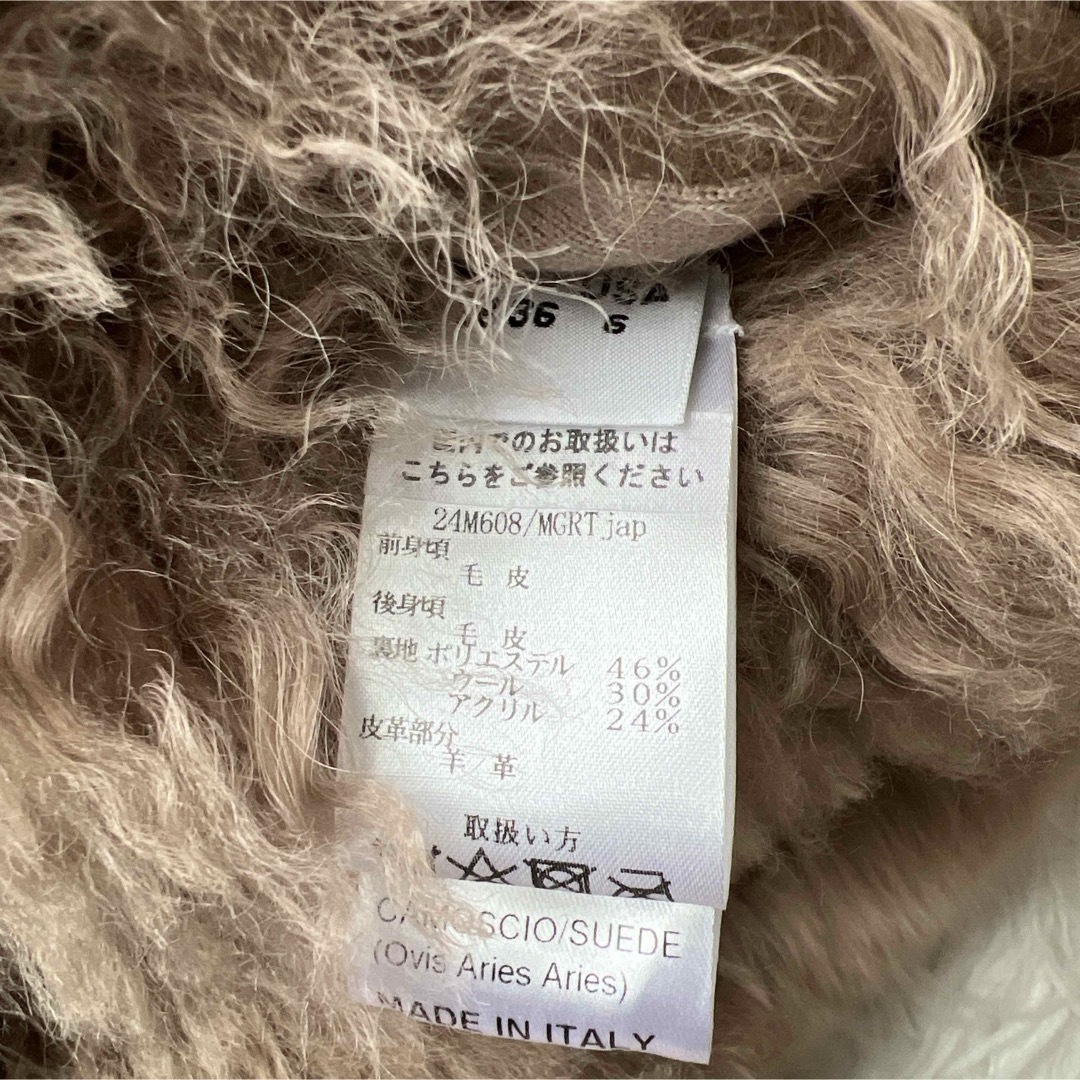 36 S
国内でのお取扱いは
こちらをご参照ください
24M608/MGRTjap
前身頃
毛 皮
後身頃
毛 皮
裏地 ポリエステル 46%
ウール 30%
アクリル 24%
皮革部分
羊/革
取扱い方
CAMOSCIO/SUEDE
(Ovis Aries Aries)
MADE IN ITALY